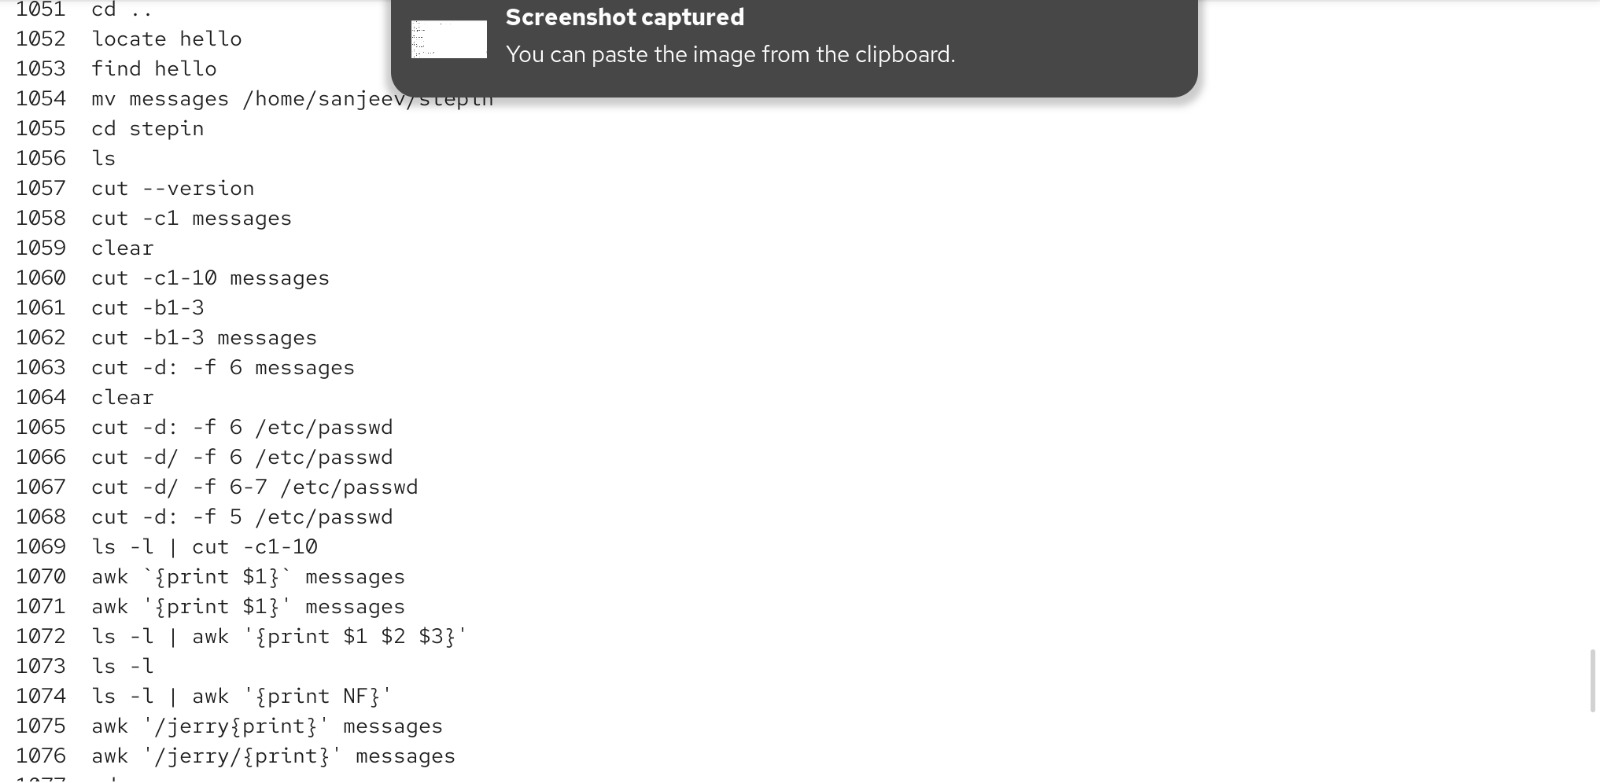 Screenshot captured
You can paste the image from the clipboard.
1051 cd ..
1052 locate hello
1053 find hello
1054 mv messages /home/sanjeev/stepin
1055 cd stepin
1056 ls
1057 cut --version
1058 cut -c1 messages
1059 clear
1060 cut -c1-10 messages
1061 cut -b1-3
1062 cut -b1-3 messages
1063 cut -d: -f 6 messages
1064 clear
1065 cut -d: -f 6 /etc/passwd
1066 cut -d/ -f 6 /etc/passwd
1067 cut -d/ -f 6-7 /etc/passwd
1068 cut -d: -f 5 /etc/passwd
1069 ls -l | cut -c1-10
1070 awk `{print $1}` messages
1071 awk '{print $1}' messages
1072 ls -l | awk '{print $1 $2 $3}'
1073 ls -l
1074 ls -l | awk '{print NF}'
1075 awk '/jerry{print}' messages
1076 awk '/jerry/{print}' messages